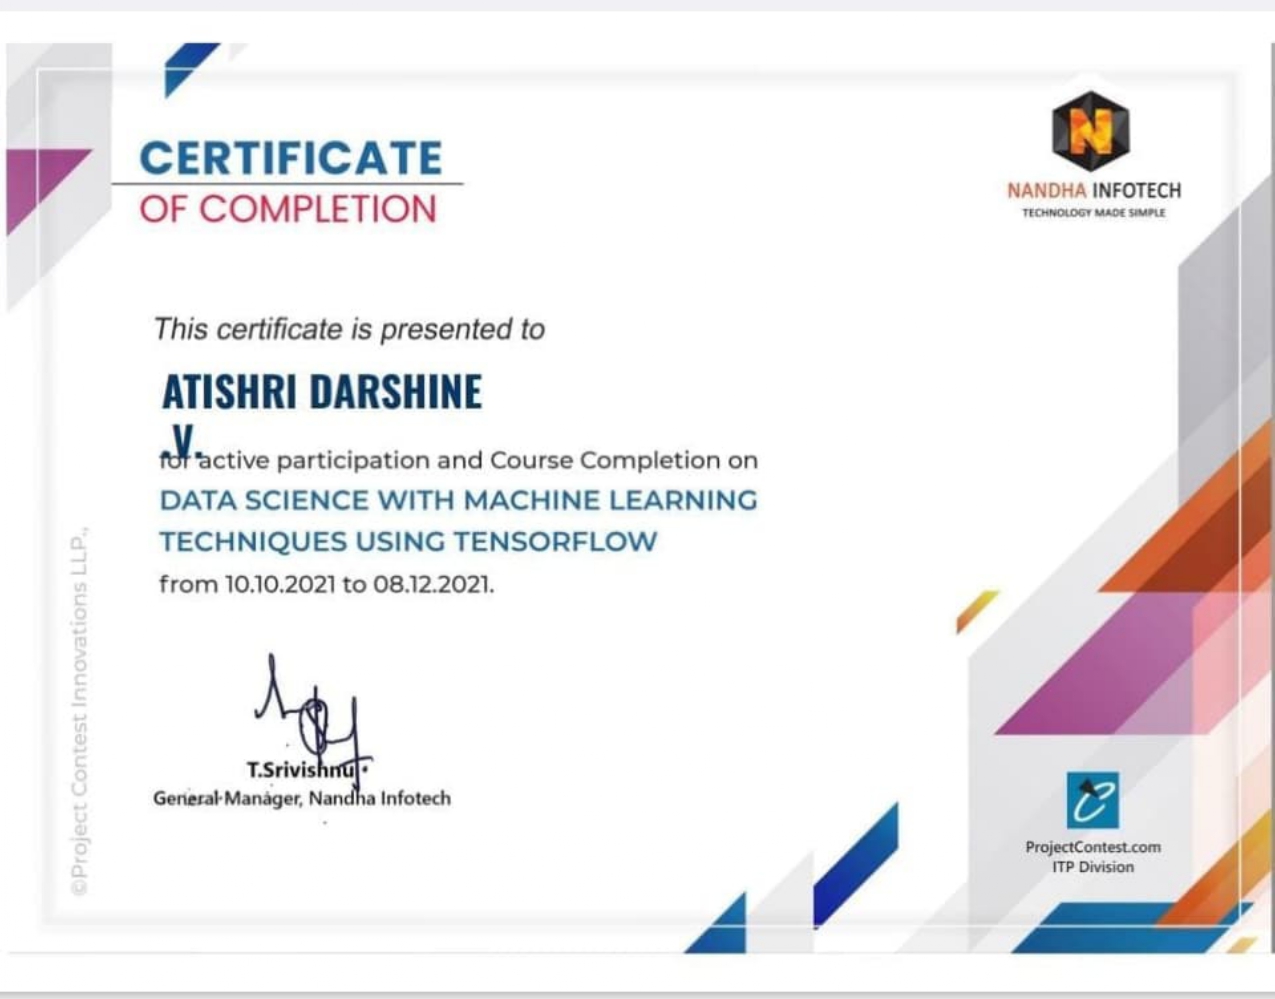 CERTIFICATE
OF COMPLETION
NANDHA INFOTECH
TECHNOLOGY MADE SIMPLE
This certificate is presented to
ATISHRI DARSHINE
.V.
for active participation and Course Completion on
DATA SCIENCE WITH MACHINE LEARNING
TECHNIQUES USING TENSORFLOW
from 10.10.2021 to 08.12.2021.
T.Srivishnu
General Manager, Nandha Infotech
©Project Contest Innovations LLP.,
ProjectContest.com
ITP Division